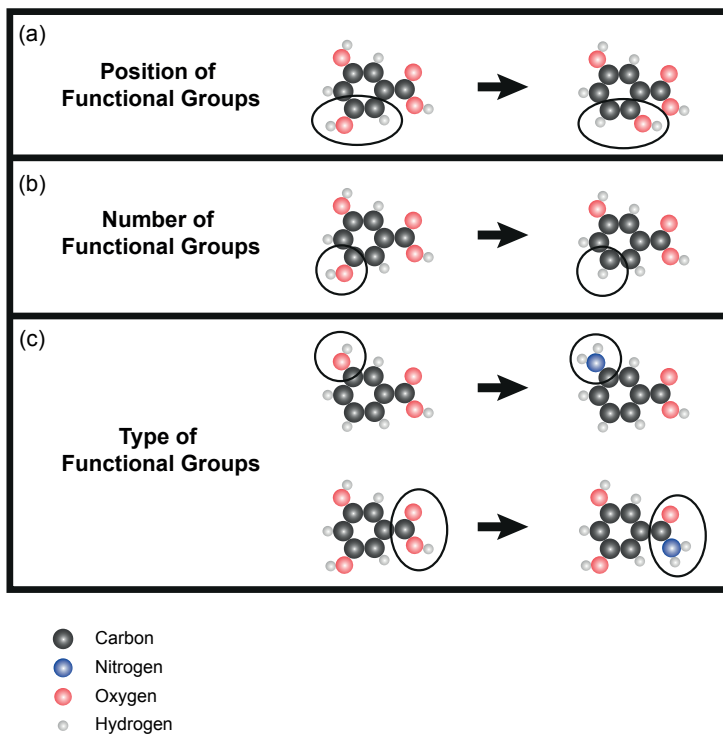 (a)
Position of
Functional Groups
(b)
Number of
Functional Groups
(c)
Type of
Functional Groups
Carbon
Nitrogen
Oxygen
Hydrogen